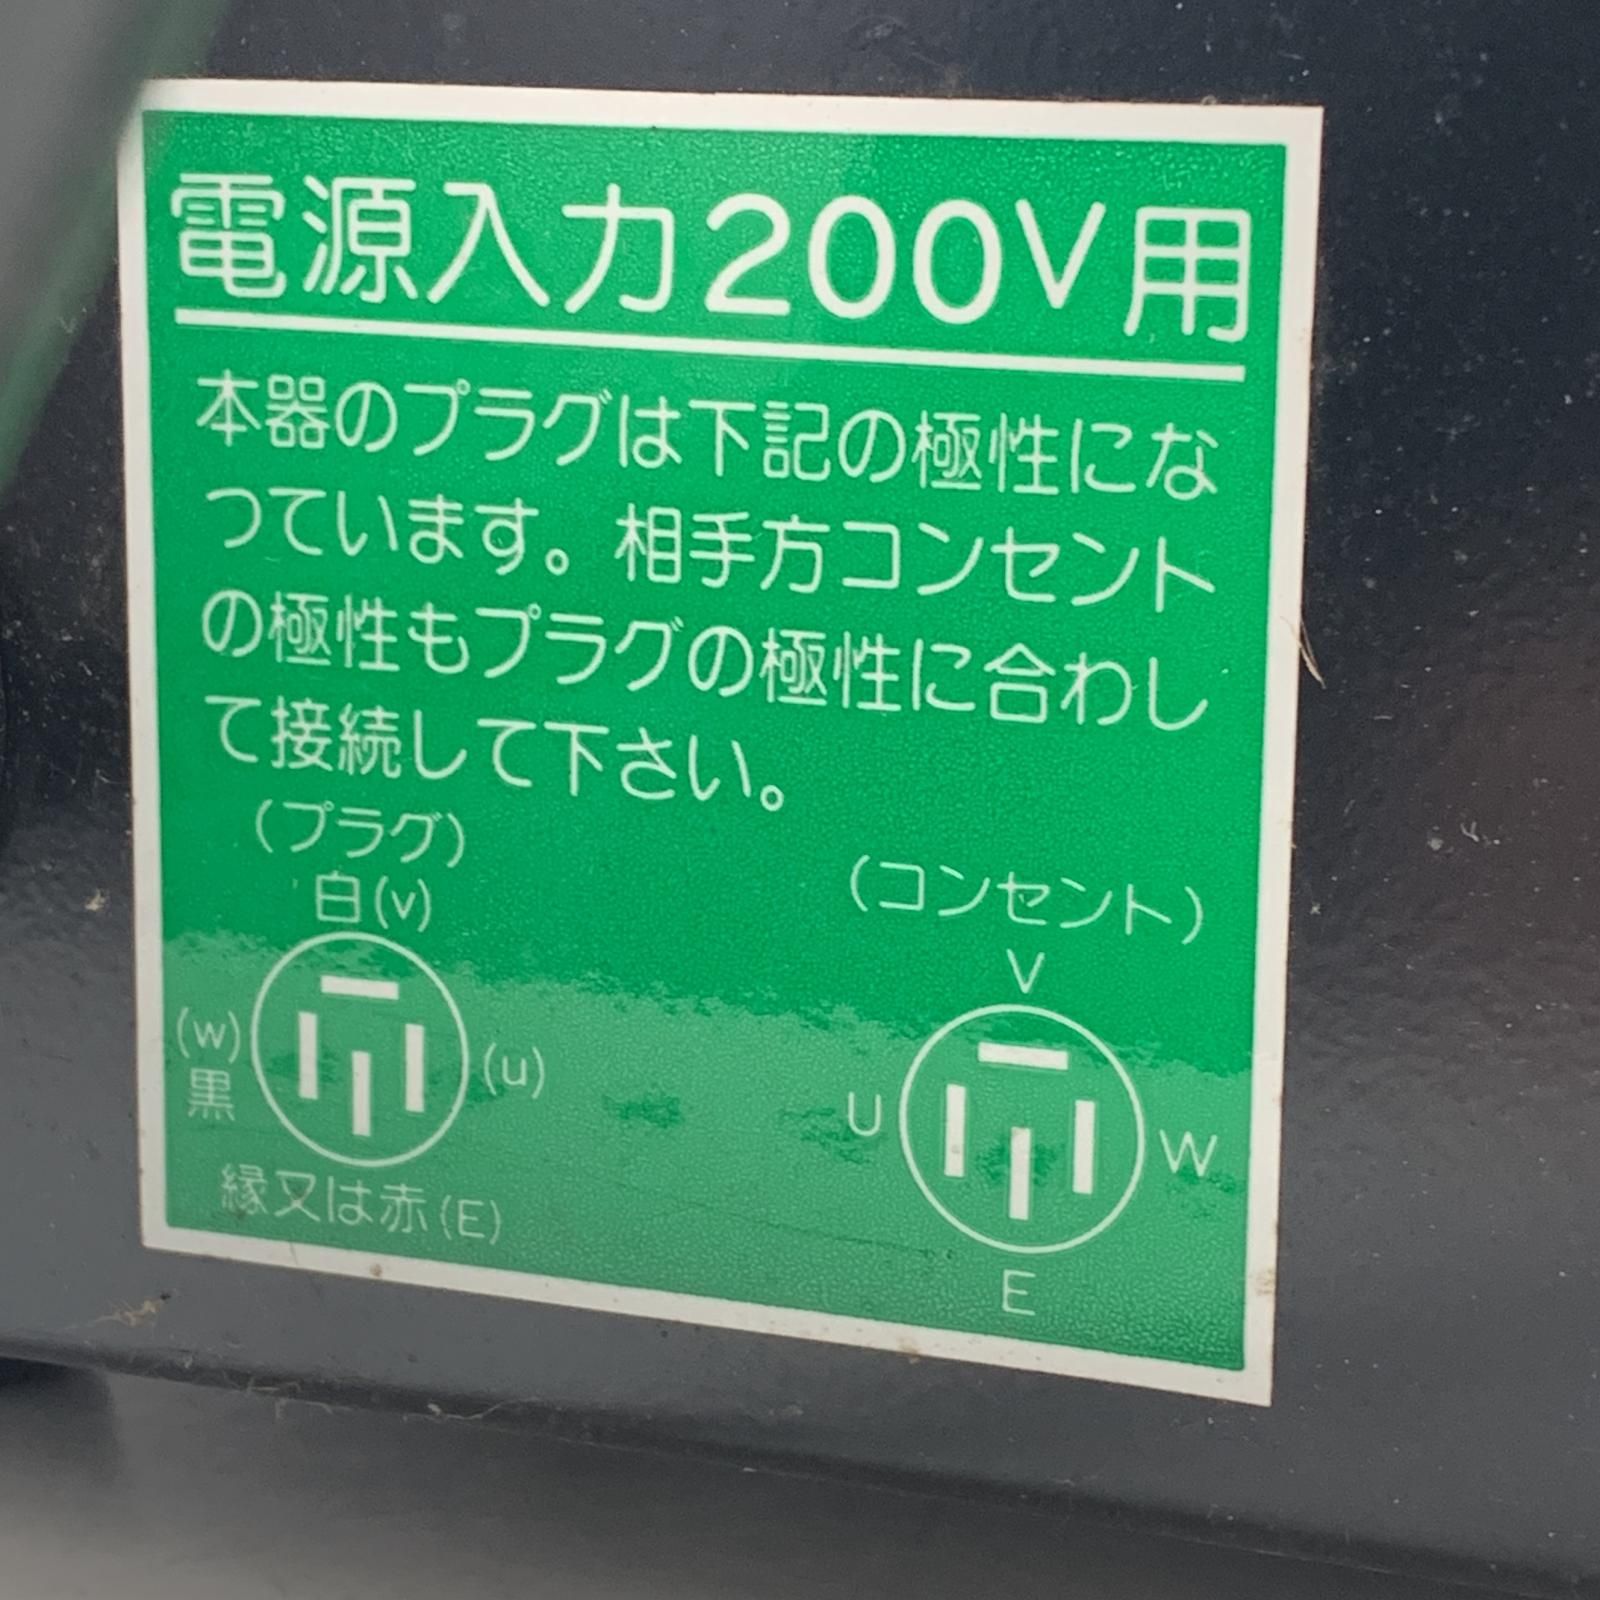 電源入力200V用
本器のプラグは下記の極性にな
っています。相手方コンセント
の極性もプラグの極性に合わし
て接続して下さい。
(プラグ)
白(v)
(w)
黒
(u)
縁又は赤(E)
(コンセント)
V
U
W
E